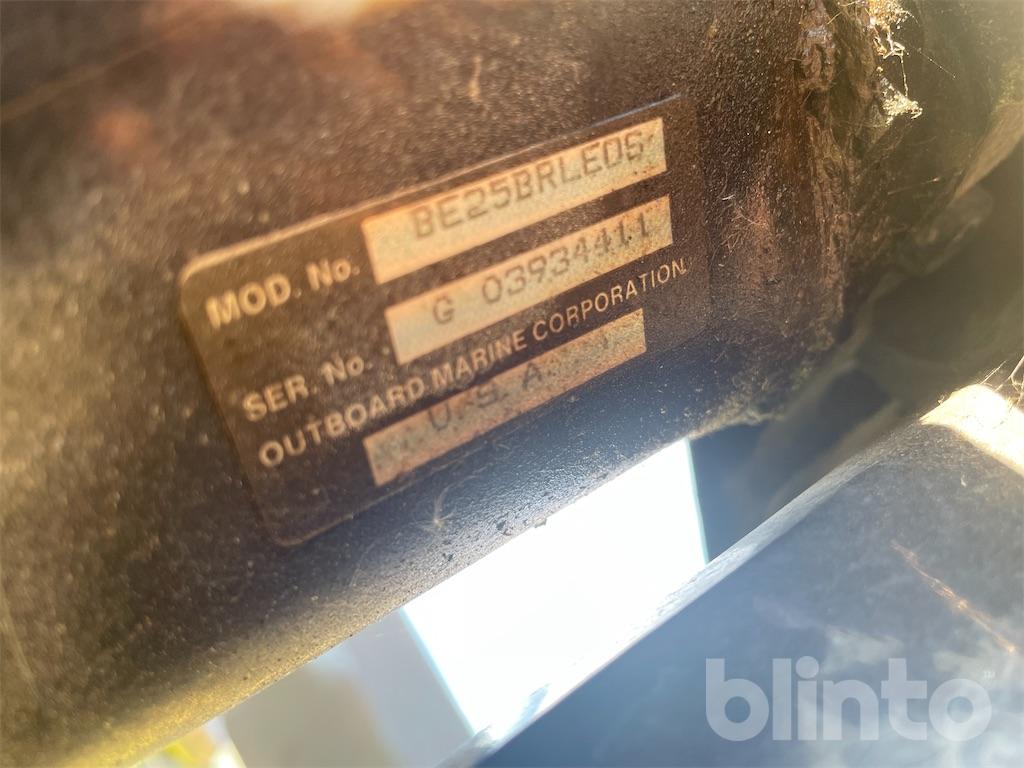 MOD. No. BE25BRLEDS
SER. No. G 03934411
OUTBOARD MARINE CORPORATION
U.S.A.
blinto